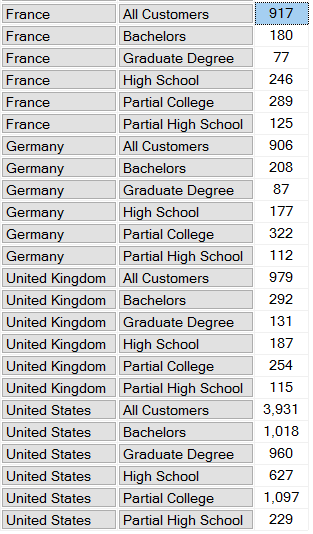 France All Customers 917
France Bachelors 180
France Graduate Degree 77
France High School 246
France Partial College 289
France Partial High School 125
Germany All Customers 906
Germany Bachelors 208
Germany Graduate Degree 87
Germany High School 177
Germany Partial College 322
Germany Partial High School 112
United Kingdom All Customers 979
United Kingdom Bachelors 292
United Kingdom Graduate Degree 131
United Kingdom High School 187
United Kingdom Partial College 254
United Kingdom Partial High School 115
United States All Customers 3,931
United States Bachelors 1,018
United States Graduate Degree 960
United States High School 627
United States Partial College 1,097
United States Partial High School 229